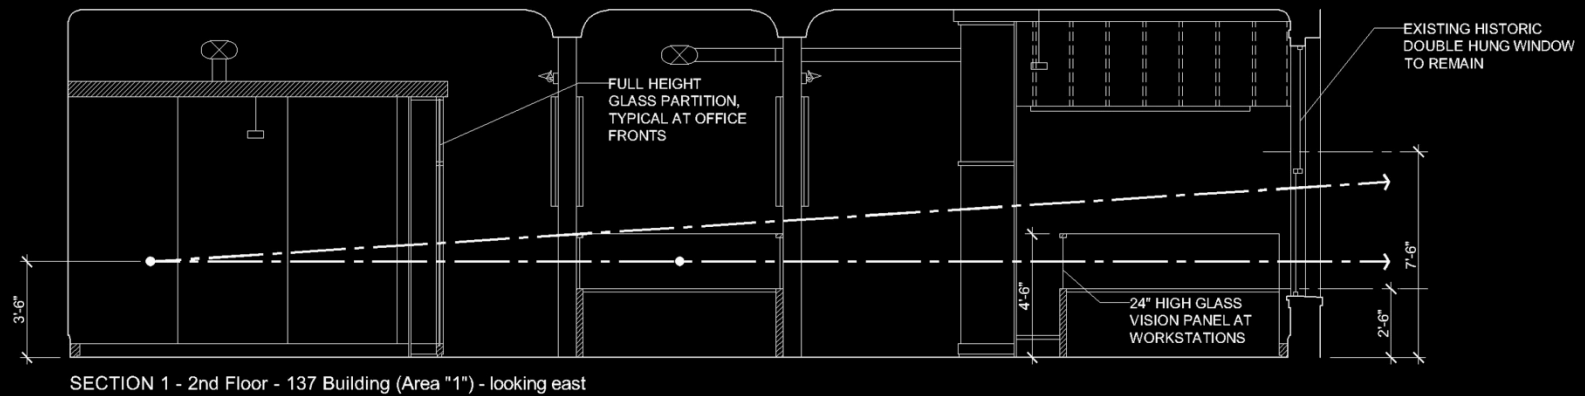 EXISTING HISTORIC
DOUBLE HUNG WINDOW
TO REMAIN
FULL HEIGHT
GLASS PARTITION,
TYPICAL AT OFFICE
FRONTS
3'-6"
4'-6"
24" HIGH GLASS
VISION PANEL AT
WORKSTATIONS
2'-6"
7'-6"
SECTION 1 - 2nd Floor - 137 Building (Area "1") - looking east